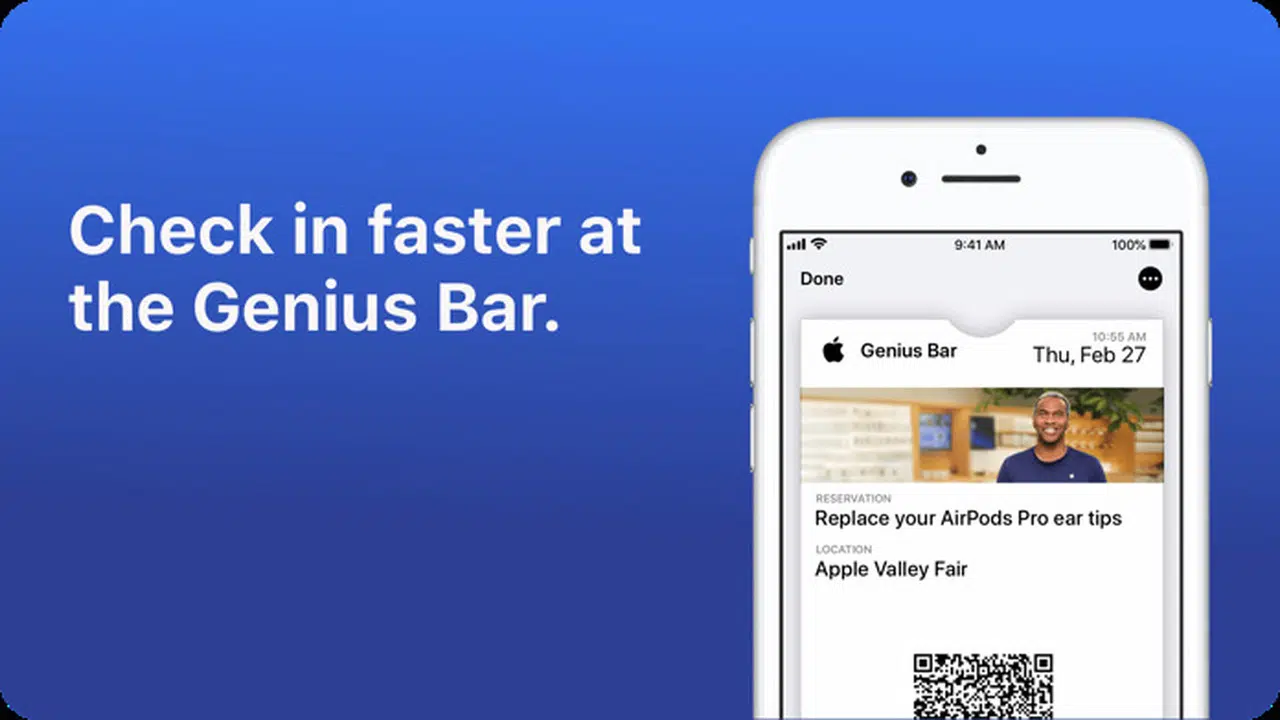 Check in faster at
the Genius Bar.
9:41 AM
100%
Done
Genius Bar
10:55 AM
Thu, Feb 27
RESERVATION
Replace your AirPods Pro ear tips
LOCATION
Apple Valley Fair